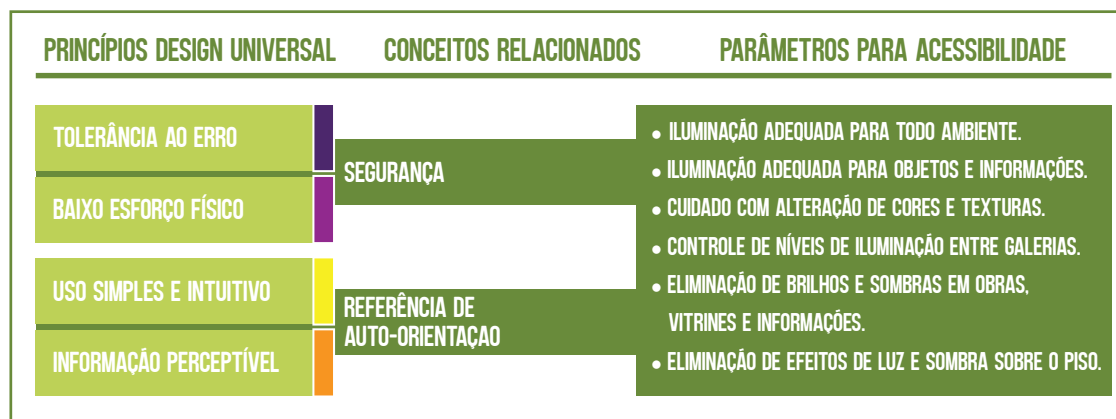 PRINCÍPIOS DESIGN UNIVERSAL
CONCEITOS RELACIONADOS
PARÂMETROS PARA ACESSIBILIDADE
TOLERÂNCIA AO ERRO
BAIXO ESFORÇO FÍSICO
USO SIMPLES E INTUITIVO
INFORMAÇÃO PERCEPTÍVEL
SEGURANÇA
REFERÊNCIA DE
AUTO-ORIENTAÇAO
• ILUMINAÇÃO ADEQUADA PARA TODO AMBIENTE.
• ILUMINAÇÃO ADEQUADA PARA OBJETOS E INFORMAÇÕES.
• CUIDADO COM ALTERAÇÃO DE CORES E TEXTURAS.
• CONTROLE DE NÍVEIS DE ILUMINAÇÃO ENTRE GALERIAS.
• ELIMINAÇÃO DE BRILHOS E SOMBRAS EM OBRAS,
VITRINES E INFORMAÇÕES.
• ELIMINAÇÃO DE EFEITOS DE LUZ E SOMBRA SOBRE O PISO.